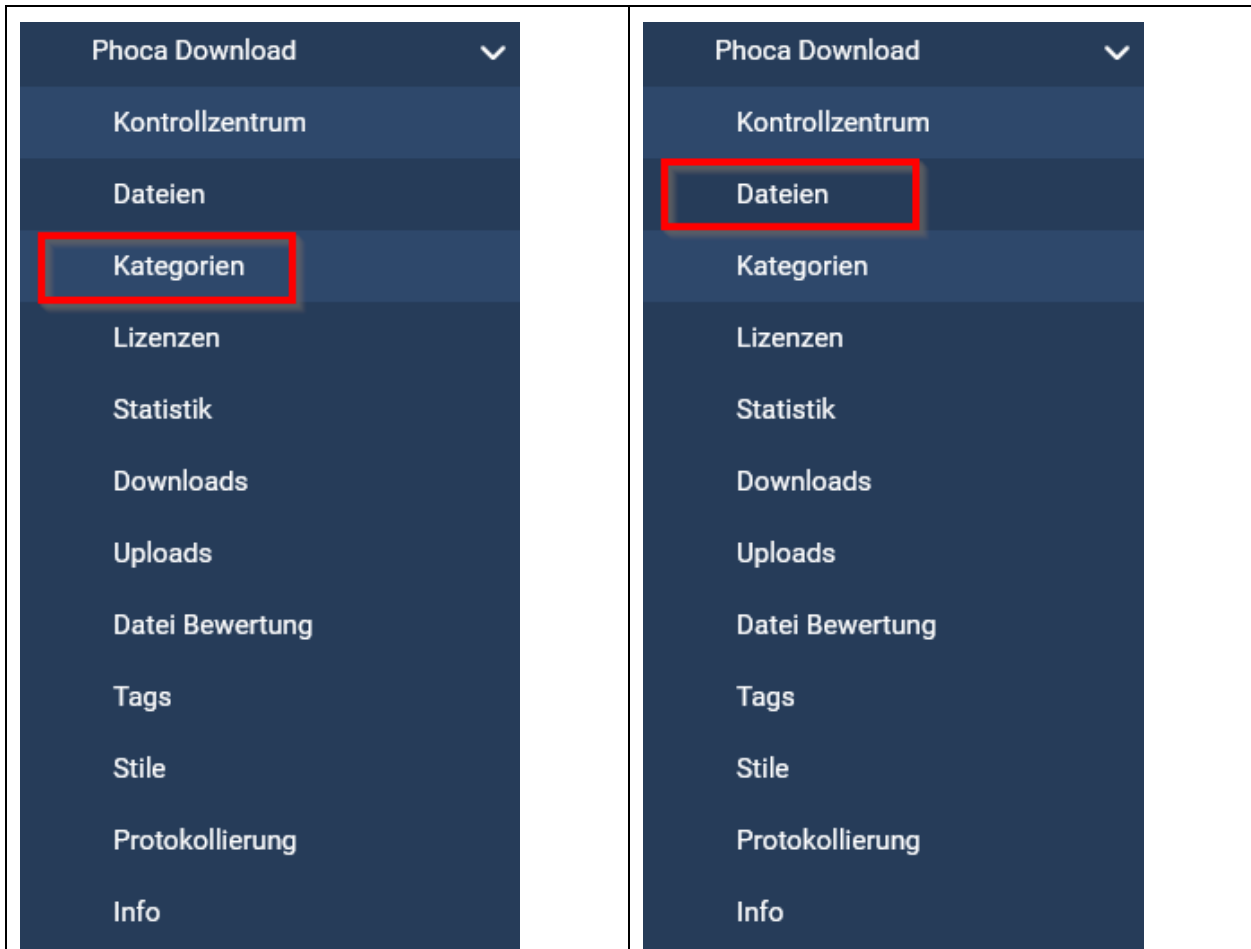 Phoca Download
Kontrollzentrum
Dateien
Kategorien
Lizenzen
Statistik
Downloads
Uploads
Datei Bewertung
Tags
Stile
Protokollierung
Info
Phoca Download
Kontrollzentrum
Dateien
Kategorien
Lizenzen
Statistik
Downloads
Uploads
Datei Bewertung
Tags
Stile
Protokollierung
Info